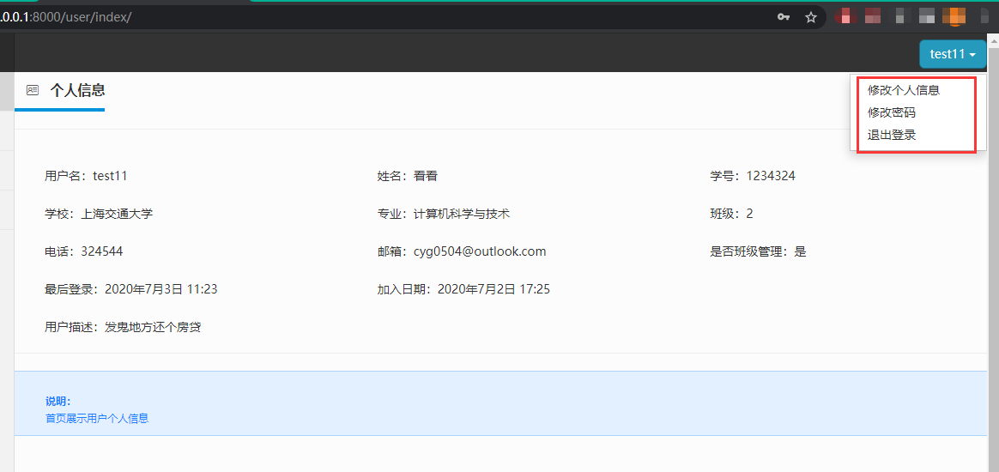 .0.0.1:8000/user/index/
test11
个人信息
修改个人信息
修改密码
退出登录
用户名：test11
姓名：看看
学号：1234324
学校：上海交通大学
专业：计算机科学与技术
班级：2
电话：324544
邮箱：cyg0504@outlook.com
是否班级管理：是
最后登录：2020年7月3日 11:23
加入日期：2020年7月2日 17:25
用户描述：发鬼地方还个房贷
说明：
首页展示用户个人信息